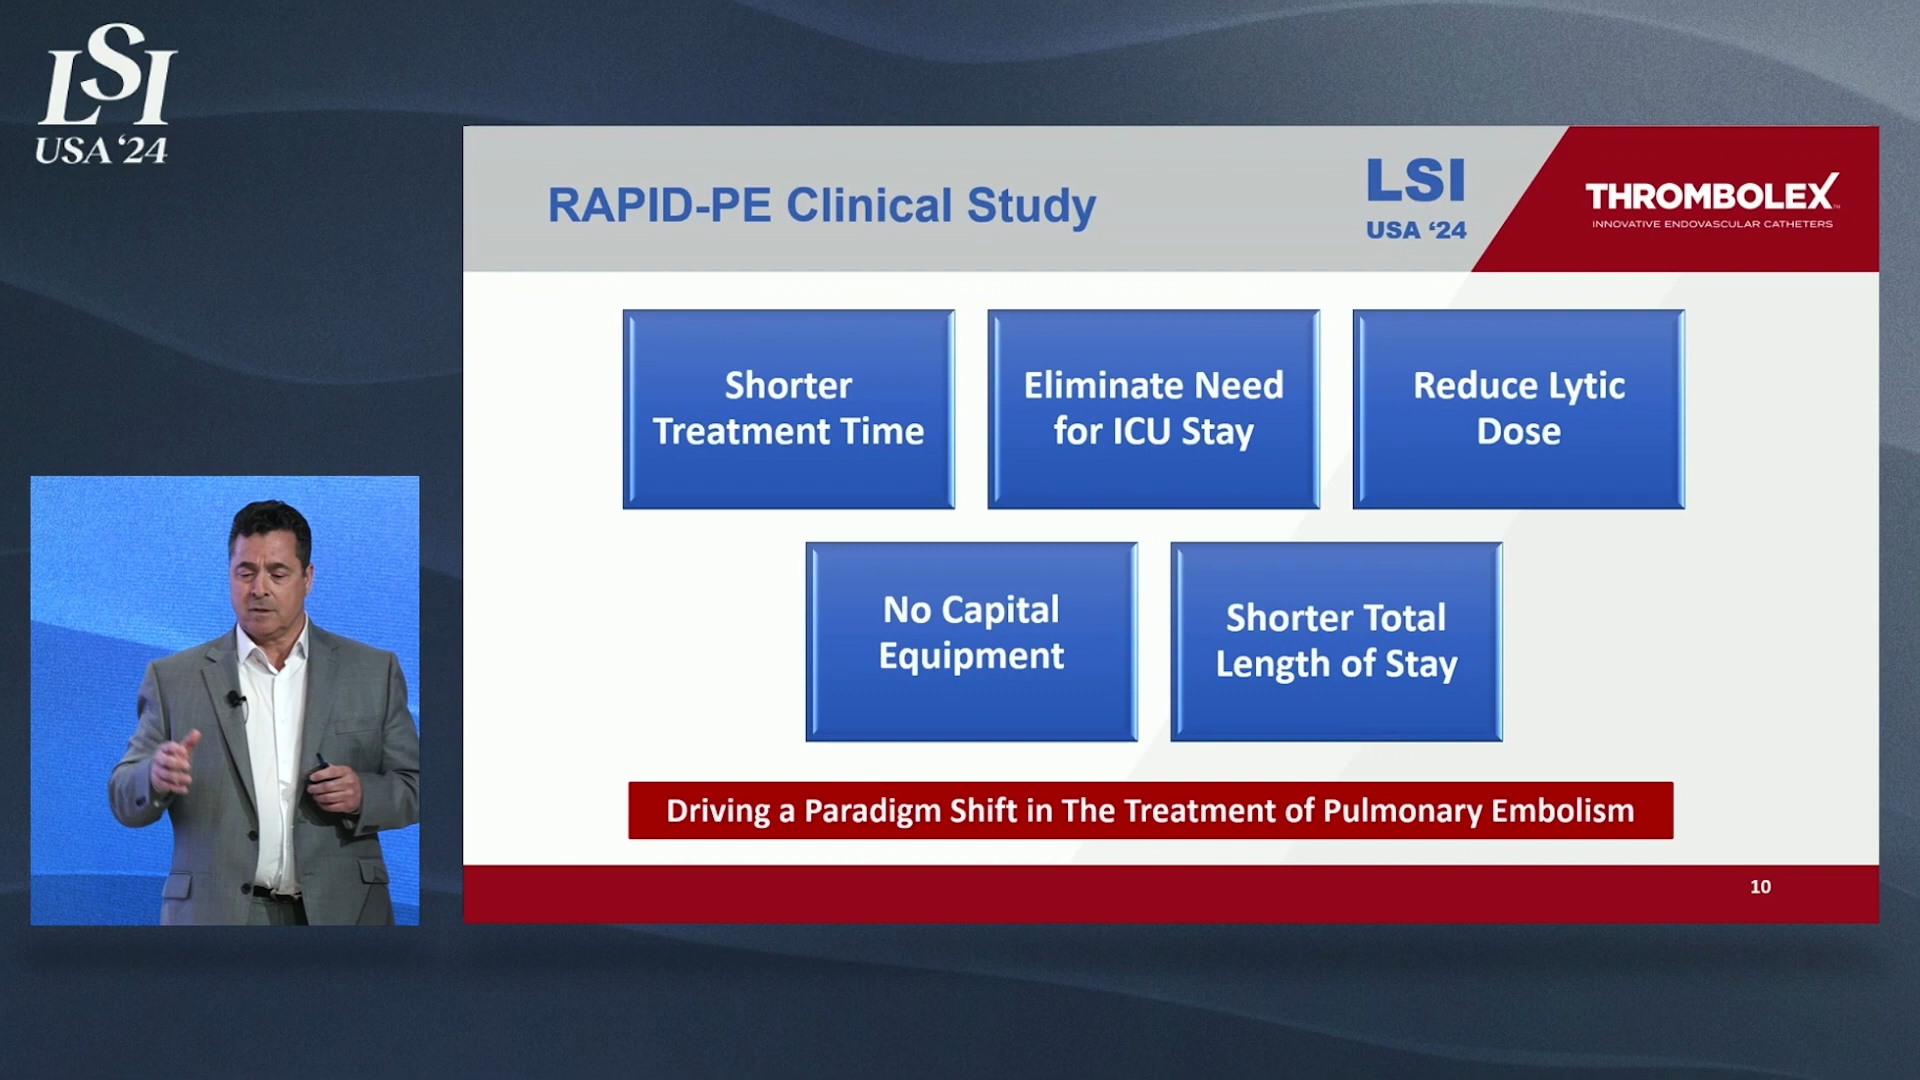 LSI
USA ‘24
RAPID-PE Clinical Study
LSI
USA ‘24
THROMBOLEX™
INNOVATIVE ENDOVASCULAR CATHETERS
Shorter
Treatment Time
Eliminate Need
for ICU Stay
Reduce Lytic
Dose
No Capital
Equipment
Shorter Total
Length of Stay
Driving a Paradigm Shift in The Treatment of Pulmonary Embolism
10